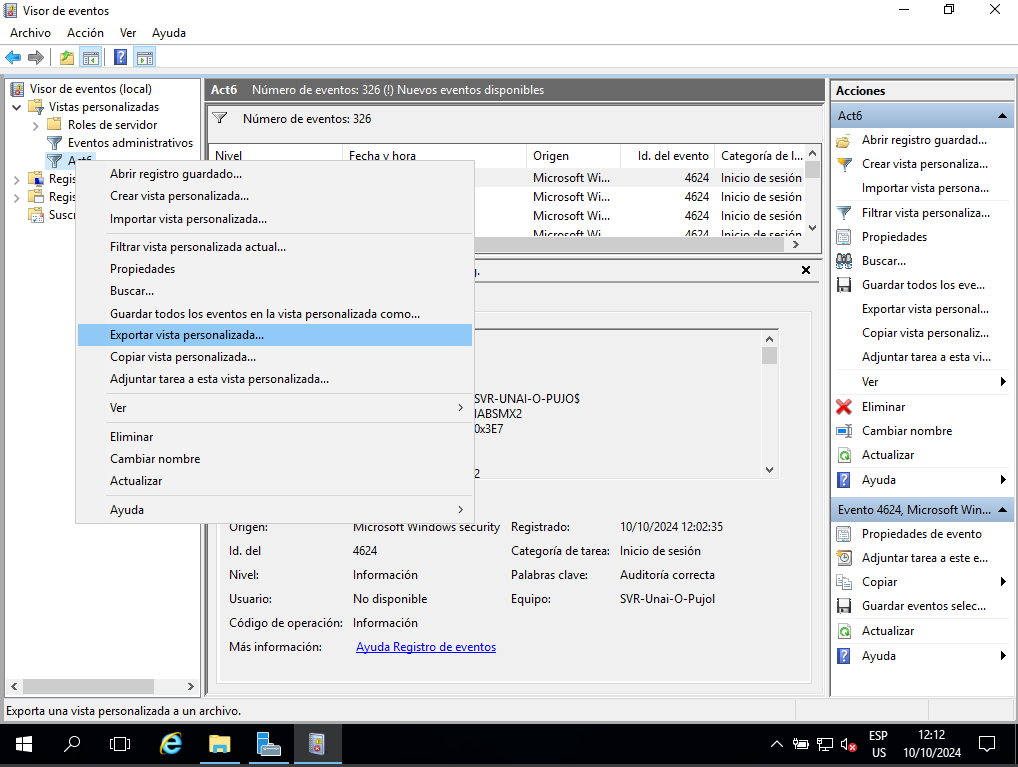 Visor de eventos
Archivo Acción Ver Ayuda
Visor de eventos (local)
Vistas personalizadas
Roles de servidor
Eventos administrativos
Act6
Regis
Regis
Suscr
Act6 Número de eventos: 326 (!) Nuevos eventos disponibles
Número de eventos: 326
Nivel Fecha y hora Origen Id. del evento Categoría de l...
Microsoft Wi... 4624 Inicio de sesión
Microsoft Wi... 4624 Inicio de sesión
Microsoft Wi... 4624 Inicio de sesión
Microsoft Wi... 4624 Inicio de sesión
Abrir registro guardado...
Crear vista personalizada...
Importar vista personalizada...
Filtrar vista personalizada actual...
Propiedades
Buscar...
Guardar todos los eventos en la vista personalizada como...
Exportar vista personalizada...
Copiar vista personalizada...
Adjuntar tarea a esta vista personalizada...
Ver
Eliminar
Cambiar nombre
Actualizar
Ayuda
SVR-UNAI-O-PUJO$
IABSMX2
0x3E7
2
Origen: Microsoft Windows security Registrado: 10/10/2024 12:02:35
Id. del 4624 Categoría de tarea: Inicio de sesión
Nivel: Información Palabras clave: Auditoría correcta
Usuario: No disponible Equipo: SVR-Unai-O-Pujol
Código de operación: Información
Más información: Ayuda Registro de eventos
Acciones
Act6
Abrir registro guardad...
Crear vista personaliza...
Importar vista persona...
Filtrar vista personaliza...
Propiedades
Buscar...
Guardar todos los eve...
Exportar vista personal...
Copiar vista personaliz...
Adjuntar tarea a esta vi...
Ver
Eliminar
Cambiar nombre
Actualizar
Ayuda
Evento 4624, Microsoft Win...
Propiedades de evento
Adjuntar tarea a este e...
Copiar
Guardar eventos selec...
Actualizar
Ayuda
Exporta una vista personalizada a un archivo.
ESP
US
12:12
10/10/2024